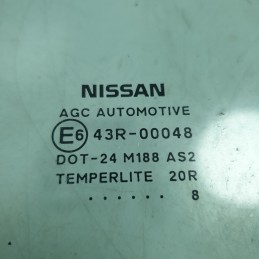 NISSAN
AGC AUTOMOTIVE
E6 43R-00048
DOT-24 M188 AS2
TEMPERLITE 20R
...... 8